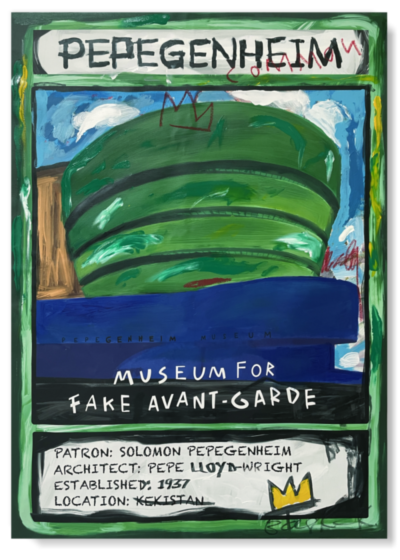 PEPEGENHEIM
COMMON
PEPEGENHEIM MUSEUM
MUSEUM FOR
FAKE AVANT-GARDE
PATRON: SOLOMON PEPEGENHEIM
ARCHITECT: PEPE LLOYD-WRIGHT
ESTABLISHED: 1937
LOCATION: KEKISTAN